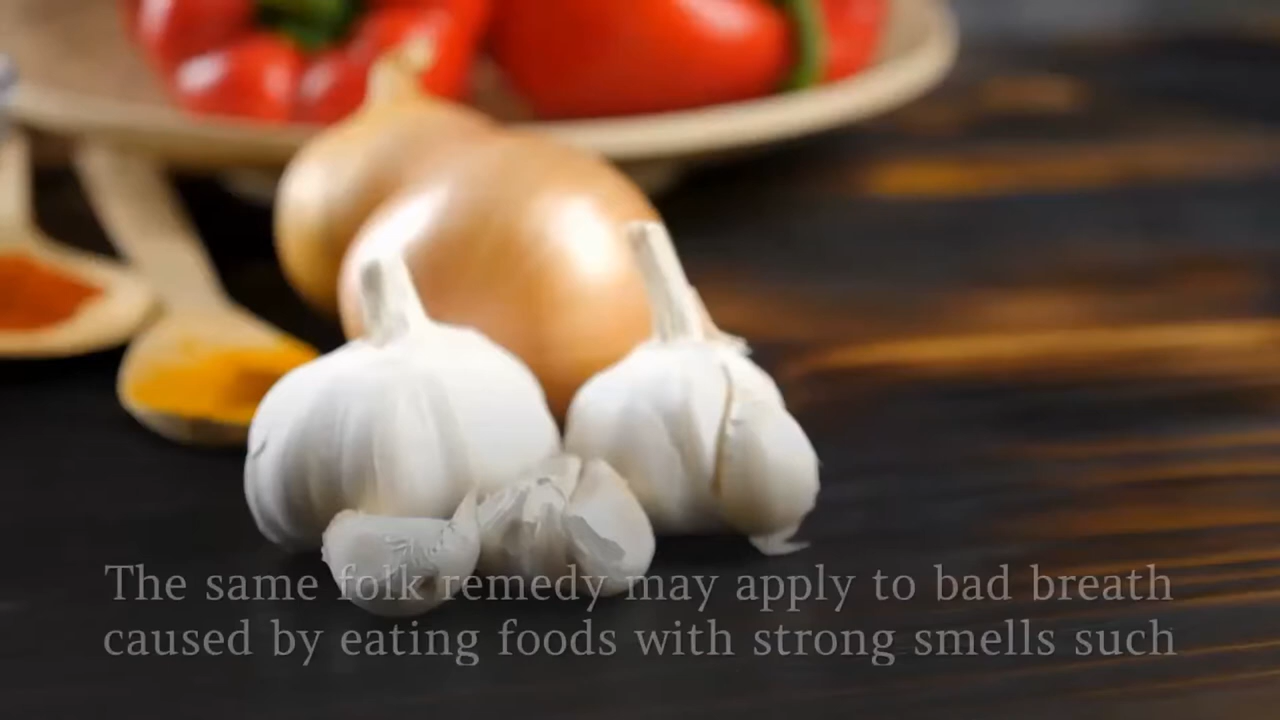 The same folk remedy may apply to bad breath
caused by eating foods with strong smells such